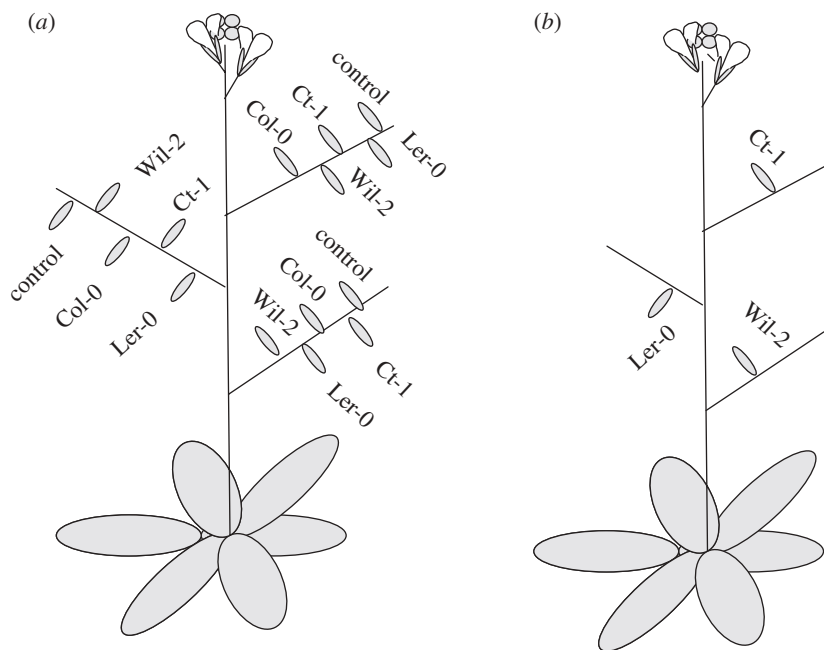 (a)
control
Ct-1
Col-0
Ler-0
Wil-2
Wil-2
Ct-1
control
Col-0
Ler-0
control
Col-0
Wil-2
Ct-1
Ler-0
(b)
Ct-1
Ler-0
Wil-2